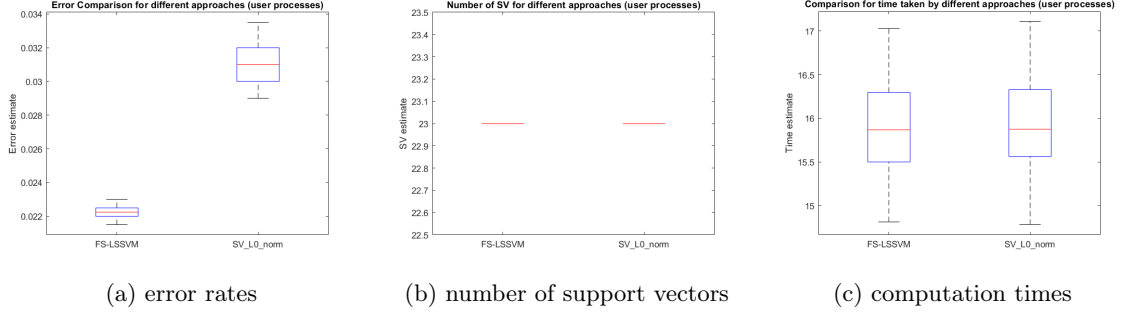 Error Comparison for different approaches (user processes)
0.034
0.032
0.03
0.028
0.026
0.024
0.022
Error estimate
FS-LSSVM SV_L0_norm
(a) error rates
Number of SV for different approaches (user processes)
23.5
23.4
23.3
23.2
23.1
23
22.9
22.8
22.7
22.6
22.5
SV estimate
FS-LSSVM SV_L0_norm
(b) number of support vectors
Comparison for time taken by different approaches (user processes)
17
16.5
16
15.5
15
Time estimate
FS-LSSVM SV_L0_norm
(c) computation times